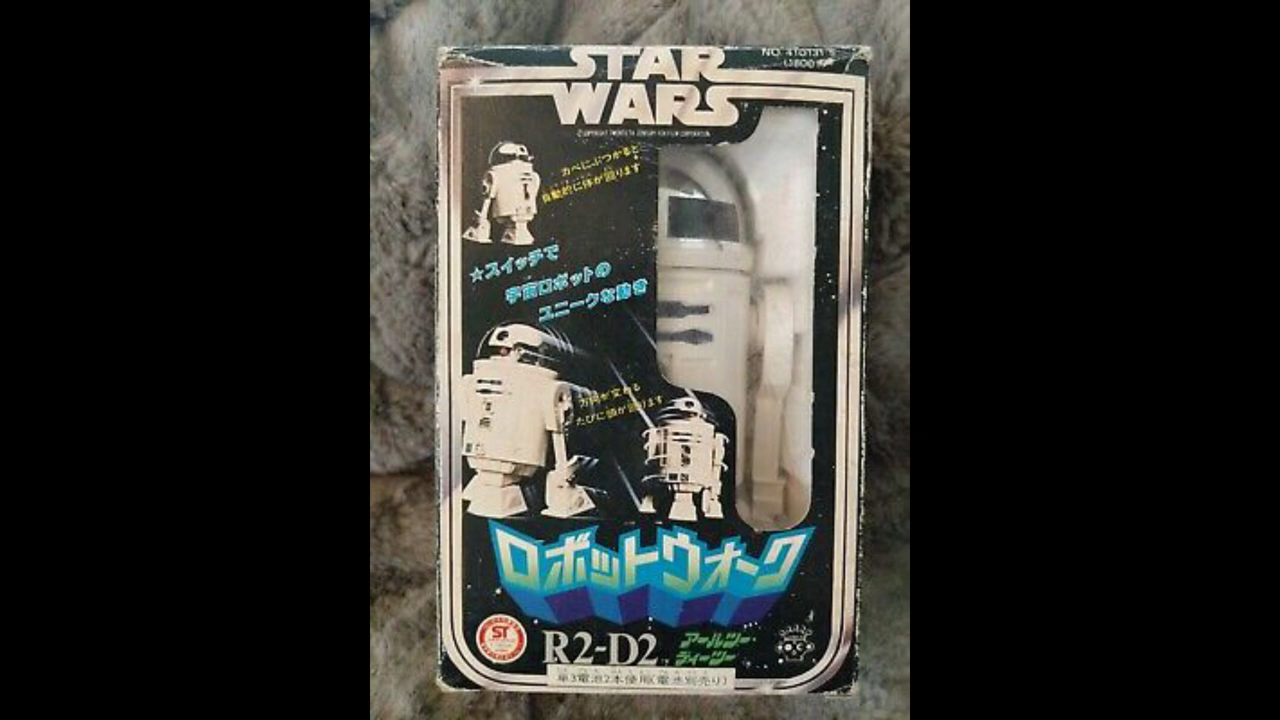 STAR
WARS
NO. 410131
カベにぶつかると
自動的に体が回ります
☆スイッチで
宇宙ロボットの
ユニークな動き
方向が変わる
たびに頭が回ります
ロボットウォーク
ST
R2-D2
アールツー・
ディーツー
単3電池2本使用(電池別売り)